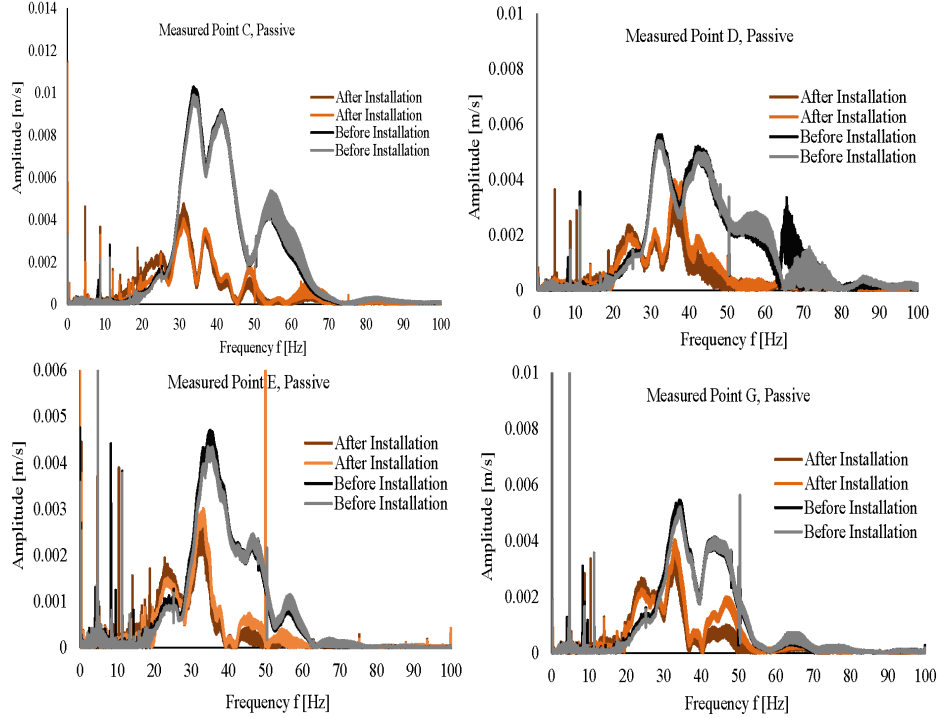 Measured Point C, Passive
Amplitude [m/s]
0.014
0.012
0.01
0.008
0.006
0.004
0.002
0
After Installation
After Installation
Before Installation
Before Installation
0 10 20 30 40 50 60 70 80 90 100
Frequency f [Hz]
Measured Point D, Passive
Amplitude [m/s]
0.01
0.008
0.006
0.004
0.002
0
After Installation
After Installation
Before Installation
Before Installation
0 10 20 30 40 50 60 70 80 90 100
Frequency f [Hz]
Measured Point E, Passive
Amplitude [m/s]
0.006
0.005
0.004
0.003
0.002
0.001
0
After Installation
After Installation
Before Installation
Before Installation
0 10 20 30 40 50 60 70 80 90 100
Frequency f [Hz]
Measured Point G, Passive
Amplitude [m/s]
0.01
0.008
0.006
0.004
0.002
0
After Installation
After Installation
Before Installation
Before Installation
0 10 20 30 40 50 60 70 80 90 100
Frequency f [Hz]